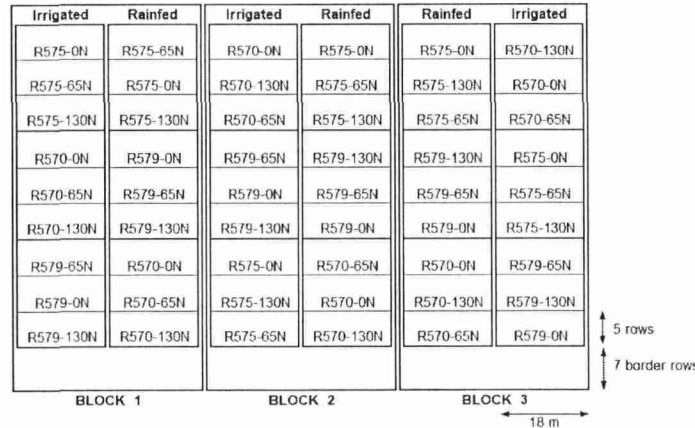 Irrigated Rainfed Irrigated Rainfed Rainfed Irrigated
R575-0N R575-65N R570-0N R575-0N R575-0N R570-130N
R575-65N R575-0N R570-130N R575-65N R575-130N R570-0N
R575-130N R575-130N R570-65N R575-130N R575-65N R570-65N
R570-0N R579-0N R579-65N R579-130N R579-130N R575-0N
R570-65N R579-65N R579-0N R579-65N R579-65N R575-65N
R570-130N R579-130N R579-130N R579-0N R579-0N R575-130N
R579-65N R570-0N R575-0N R570-65N R570-0N R579-65N
R579-0N R570-65N R575-130N R570-0N R570-130N R579-130N
R579-130N R570-130N R575-65N R570-130N R570-65N R579-0N
5 rows
7 border rows
BLOCK 1 BLOCK 2 BLOCK 3
18 m